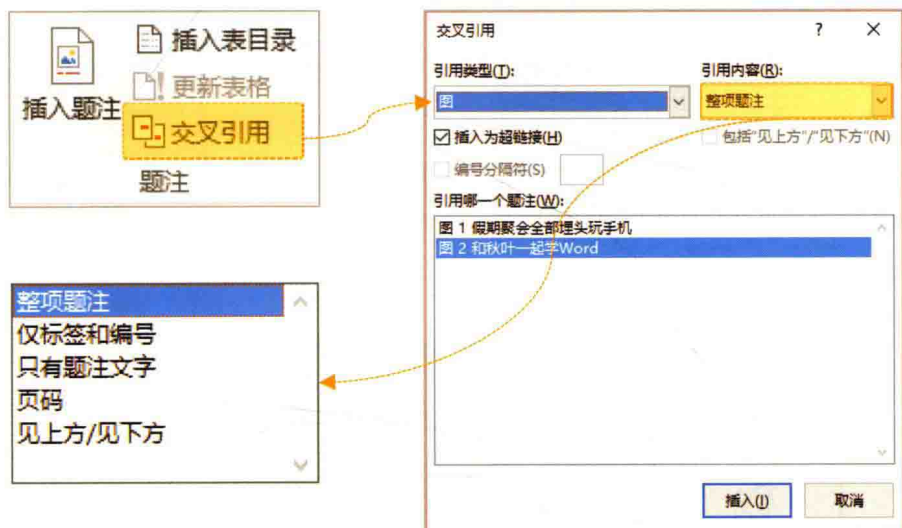 插入题注
插入表目录
更新表格
交叉引用
题注
交叉引用 ? ×
引用类型(T):
引用内容(R):
图
整项题注
插入为超链接(H)
包括"见上方"/"见下方"(N)
编号分隔符(S)
引用哪一个题注(W):
图 1 假期聚会全部埋头玩手机
图 2 和秋叶一起学Word
插入(I)
取消
整项题注
仅标签和编号
只有题注文字
页码
见上方/见下方